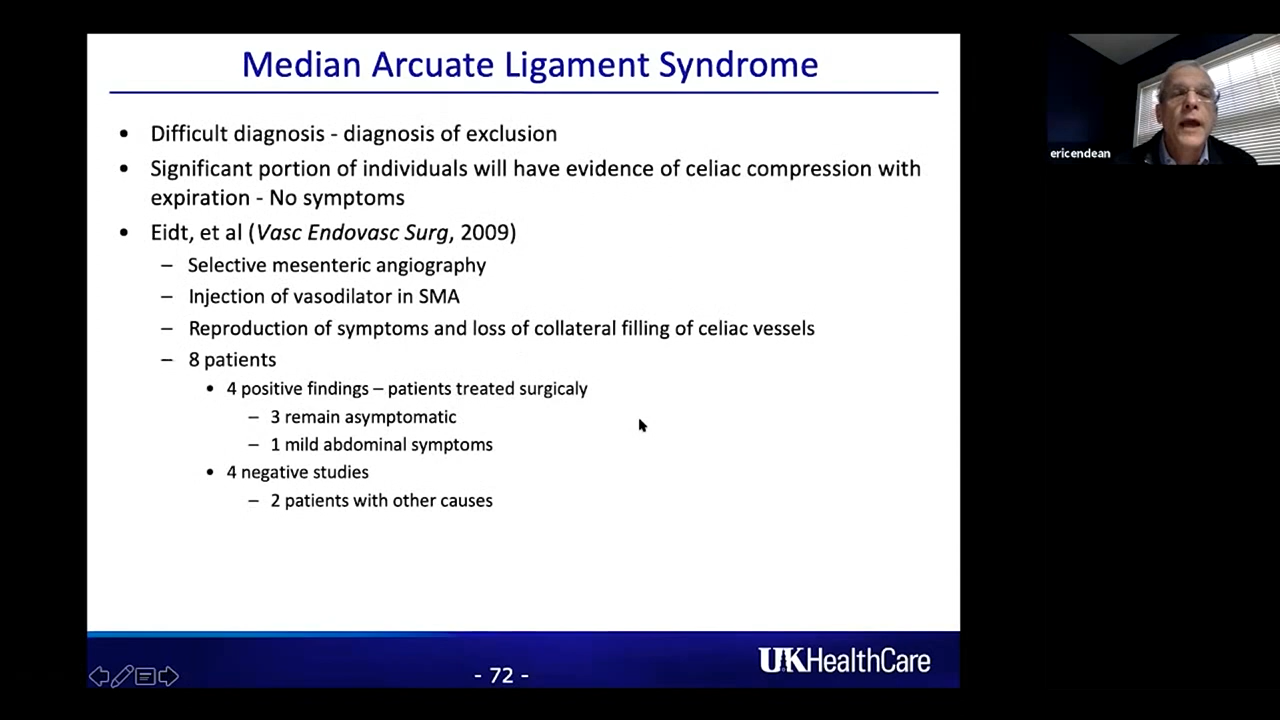 Median Arcuate Ligament Syndrome
• Difficult diagnosis - diagnosis of exclusion
• Significant portion of individuals will have evidence of celiac compression with
expiration - No symptoms
• Eidt, et al (Vasc Endovasc Surg, 2009)
– Selective mesenteric angiography
– Injection of vasodilator in SMA
– Reproduction of symptoms and loss of collateral filling of celiac vessels
– 8 patients
• 4 positive findings – patients treated surgicaly
– 3 remain asymptomatic
– 1 mild abdominal symptoms
• 4 negative studies
– 2 patients with other causes
- 72 -
UKHealthCare
ericendean